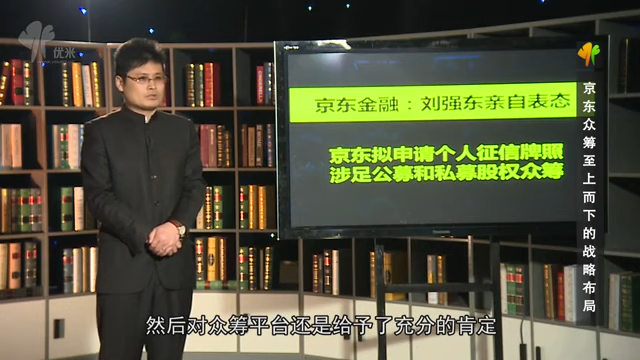 优米
京东金融：刘强东亲自表态
京东拟申请个人征信牌照
涉足公募和私募股权众筹
京东众筹至上而下的战略布局
然后对众筹平台还是给予了充分的肯定